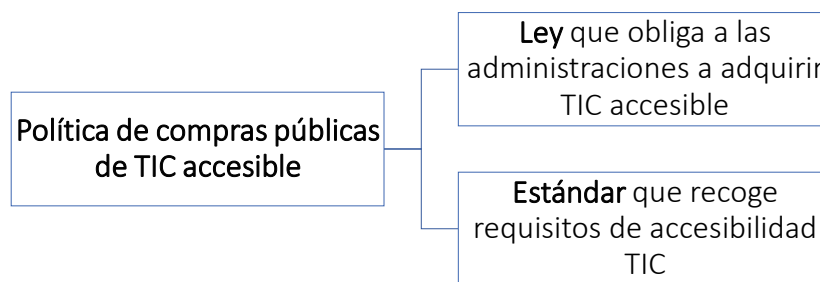 Política de compras públicas
de TIC accesible
Ley que obliga a las
administraciones a adquirir
TIC accesible
Estándar que recoge
requisitos de accesibilidad
TIC